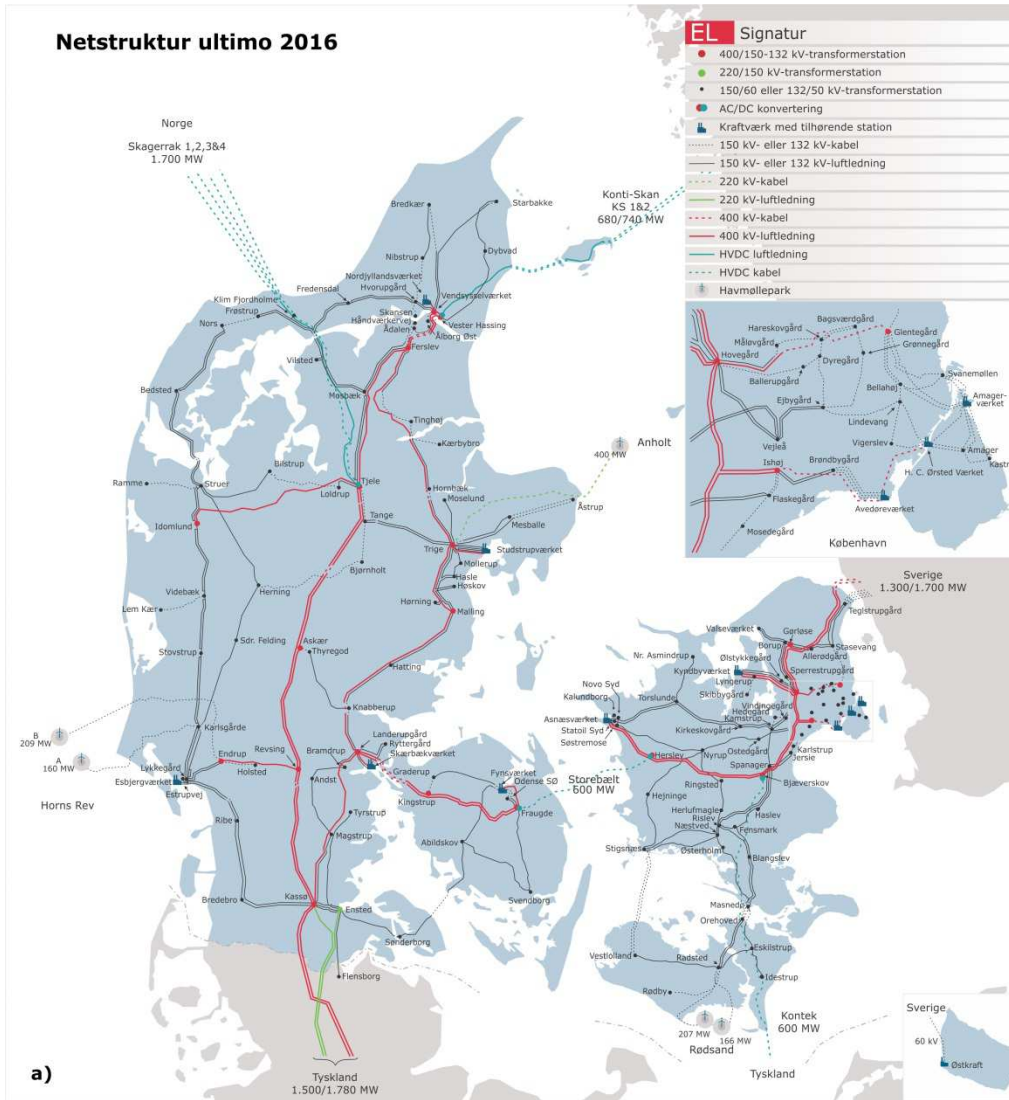 Netstruktur ultimo 2016
EL Signatur
400/150-132 kV-transformerstation
220/150 kV-transformerstation
150/60 eller 132/50 kV-transformerstation
AC/DC konvertering
Kraftværk med tilhørende station
150 kV- eller 132 kV-kabel
150 kV- eller 132 kV-luftledning
220 kV-kabel
220 kV-luftledning
400 kV-kabel
400 kV-luftledning
HVDC luftledning
HVDC kabel
Havmøllepark
Norge
Skagerrak 1,2,3&4
1.700 MW
Konti-Skan
KS 1&2
680/740 MW
Bredkær
Starbakke
Dybvad
Nibstrup
Nordjyllandsværket
Hvorupgård
Vendsysselværket
Klim Fjordholme
Fredensdal
Frøstrup
Skansen
Håndværkervej
Ådalen
Vester Hassing
Ålborg Øst
Nors
Ferslev
Vilsted
Bedsted
Mosbæk
Tinghøj
Kærbybro
Anholt
400 MW
Bilstrup
Ramme
Struer
Loldrup
Tjele
Hornbæk
Moselund
Åstrup
Idomlund
Tange
Mesballe
Trige
Studstrupværket
Bjørnholt
Mollerup
Hasle
Høskov
Herning
Videbæk
Hørning
Malling
Lem Kær
Askær
Thyregod
Sdr. Felding
Stovstrup
Hatting
Knabberup
B
209 MW
A
160 MW
Horns Rev
Karlsgårde
Landerupgård
Ryttergård
Skærbækværket
Bramdrup
Revsing
Endrup
Holsted
Lykkegård
Esbjergværket
Estrupvej
Andst
Graderup
Fynsværket
Odense SØ
Kingstrup
Fraugde
Storebælt
600 MW
Tyrstrup
Ribe
Magstrup
Abildskov
Svendborg
Bredebro
Kassø
Ensted
Sønderborg
Flensborg
Tyskland
1.500/1.780 MW
a)
Bagsværdgård
Hareskovgård
Glentegård
Måløvgård
Grønnegård
Hovegård
Dyregård
Ballerupgård
Svanemøllen
Bellahøj
Amager-
værket
Ejbygård
Lindevang
Vejleå
Vigerslev
Amager
Ishøj
Brøndbygård
H. C. Ørsted Værket
Flaskegård
Avedøreværket
Mosedegård
København
Sverige
1.300/1.700 MW
Teglstrupgård
Valseværket
Gørløse
Borup
Stasevang
Allerødgård
Nr. Asmindrup
Ølstykkegård
Kyndbyværket
Sperrestrupgård
Lyngerup
Skibbygård
Novo Syd
Kalundborg
Torslunde
Vindingegård
Hedegård
Kamstrup
Asnæsværket
Statoil Syd
Søstremose
Kirkeskovgård
Ostedgård
Karlstrup
Jersie
Herslev
Nyrup
Spanager
Ringsted
Bjæverskov
Hejninge
Herlufmagle
Rislev
Haslev
Næstved
Fensmark
Stigsnæs
Østerholm
Blangslev
Masnedø
Orehoved
Eskilstrup
Vestlolland
Radsted
Idestrup
Rødby
207 MW
166 MW
Rødsand
Kontek
600 MW
Tyskland
Sverige
60 kV
Østkraft